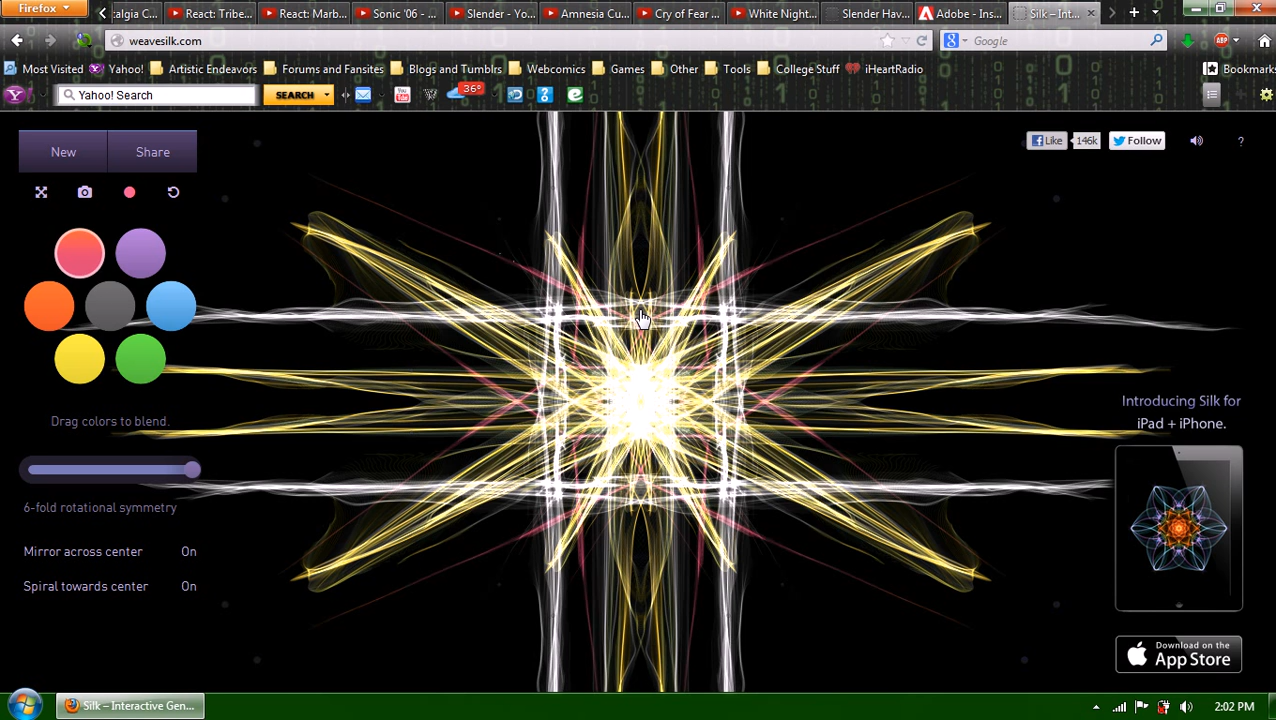 Firefox
talgia C...
React: Tribe...
React: Marb...
Sonic '06 - ...
Slender - Yo...
Amnesia Cu...
Cry of Fear ...
White Night...
Slender Hav...
Adobe - Ins...
Silk – Int...
weavesilk.com
Google
ABP
Most Visited
Yahoo!
Artistic Endeavors
Forums and Fansites
Blogs and Tumblrs
Webcomics
Games
Other
Tools
College Stuff
iHeartRadio
Bookmarks
Yahoo! Search
SEARCH
36°
New
Share
Like
146k
Follow
?
Drag colors to blend.
6-fold rotational symmetry
Mirror across center On
Spiral towards center On
Introducing Silk for
iPad + iPhone.
Download on the
App Store
Silk – Interactive Gen...
2:02 PM